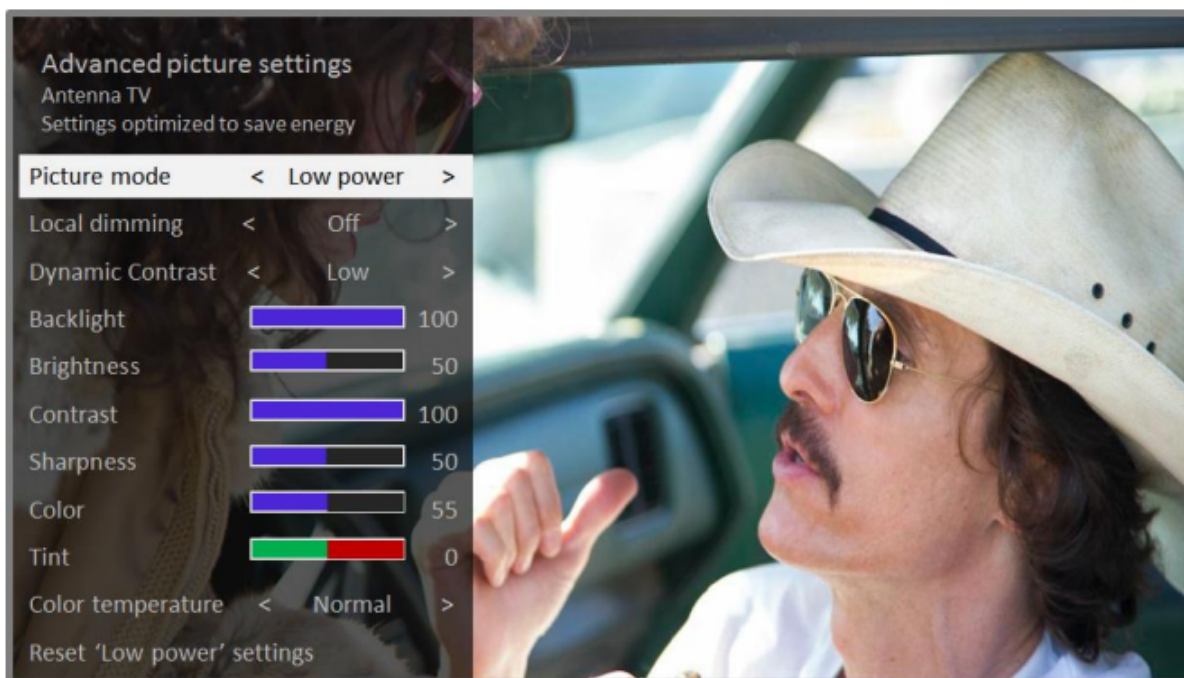 Advanced picture settings
Antenna TV
Settings optimized to save energy
Picture mode < Low power >
Local dimming < Off >
Dynamic Contrast < Low >
Backlight 100
Brightness 50
Contrast 100
Sharpness 50
Color 55
Tint 0
Color temperature < Normal >
Reset ‘Low power’ settings